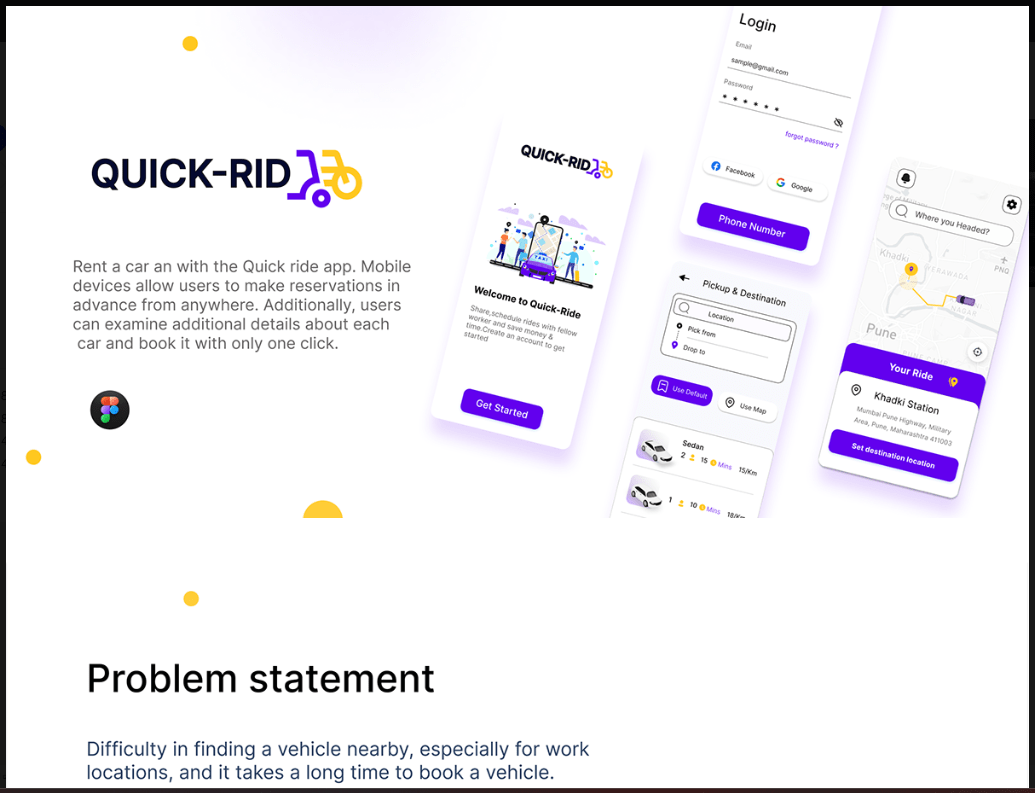 QUICK-RID
Rent a car an with the Quick ride app. Mobile
devices allow users to make reservations in
advance from anywhere. Additionally, users
can examine additional details about each
car and book it with only one click.
QUICK-RID
TAXI
Welcome to Quick-Ride
Share,schedule rides with fellow
worker and save money &
time.Create an account to get
started
Get Started
Login
Email
sample@gmail.com
Password
forgot password ?
Facebook
Google
Phone Number
Pickup & Destination
Location
Pick from
Drop to
Use Default
Use Map
Sedan
2 15 Mins 15/Km
1 10 Mins 18/Km
Where you Headed?
Khadki
YERAWADA
PNQ
NAGAR
Pune
Your Ride
Khadki Station
Mumbai Pune Highway, Military
Area, Pune, Maharashtra 411003
Set destination location
Problem statement
Difficulty in finding a vehicle nearby, especially for work
locations, and it takes a long time to book a vehicle.